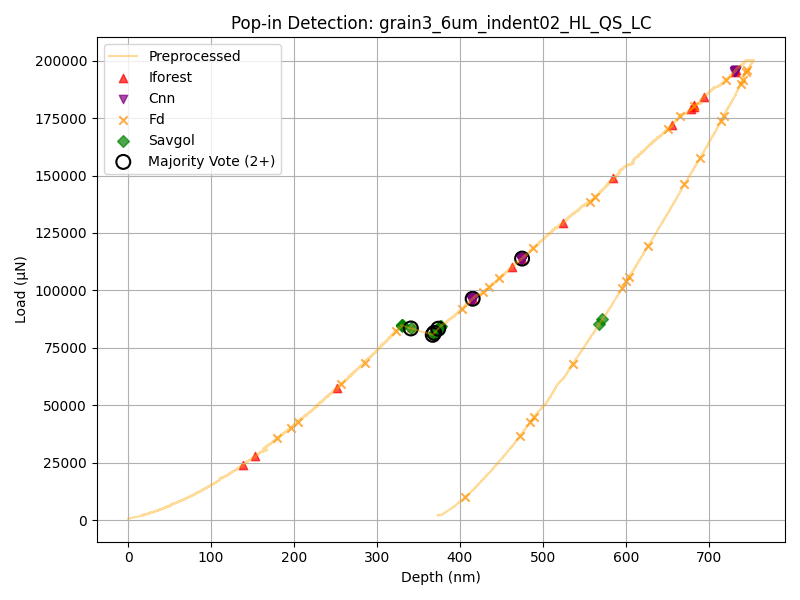 Pop-in Detection: grain3_6um_indent02_HL_QS_LC
Preprocessed
Iforest
Cnn
Fd
Savgol
Majority Vote (2+)
200000
175000
150000
125000
100000
75000
50000
25000
0
Load (µN)
0 100 200 300 400 500 600 700
Depth (nm)